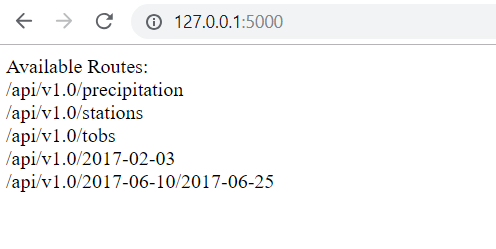 127.0.0.1:5000
Available Routes:
/api/v1.0/precipitation
/api/v1.0/stations
/api/v1.0/tobs
/api/v1.0/2017-02-03
/api/v1.0/2017-06-10/2017-06-25